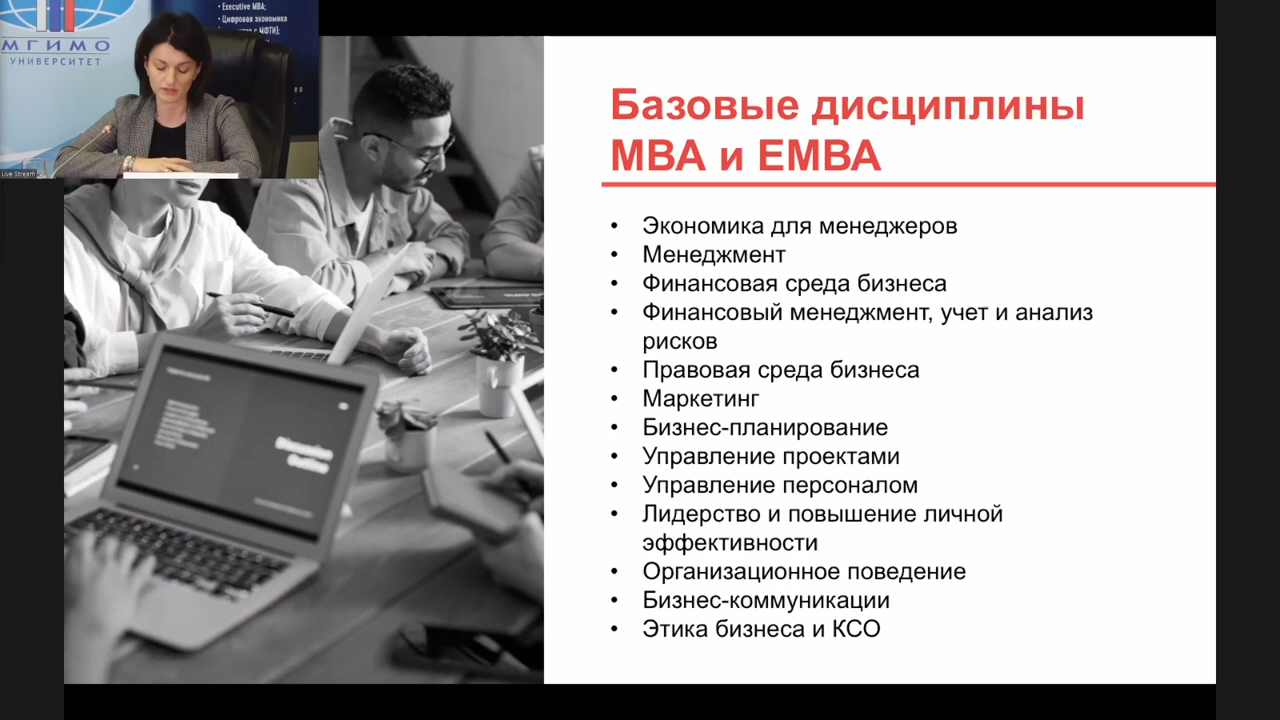 • Executive MBA;
• Цифровая экономика
с МФТИ);
МГИМО
УНИВЕРСИТЕТ
Live Stream
Базовые дисциплины
MBA и EMBA
• Экономика для менеджеров
• Менеджмент
• Финансовая среда бизнеса
• Финансовый менеджмент, учет и анализ
рисков
• Правовая среда бизнеса
• Маркетинг
• Бизнес-планирование
• Управление проектами
• Управление персоналом
• Лидерство и повышение личной
эффективности
• Организационное поведение
• Бизнес-коммуникации
• Этика бизнеса и КСО
Discussion
Outline